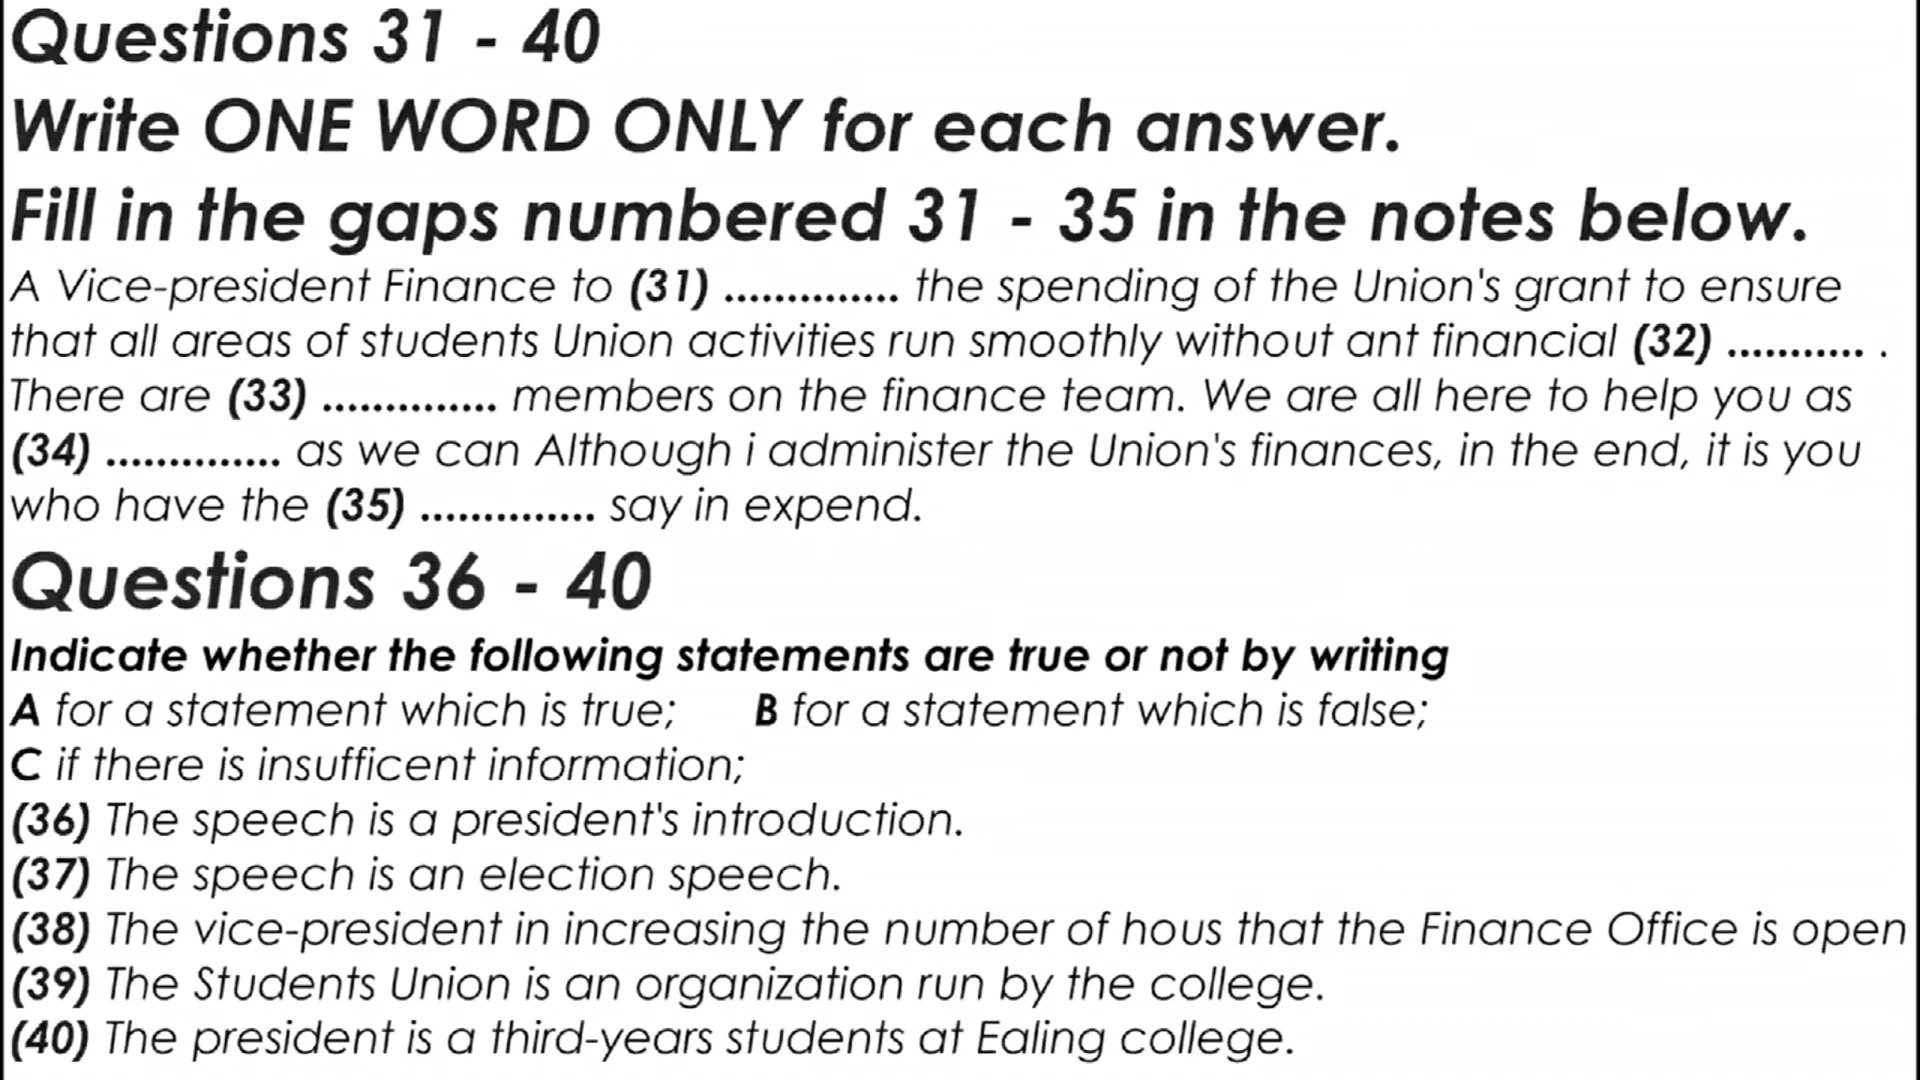 Questions 31 - 40
Write ONE WORD ONLY for each answer.
Fill in the gaps numbered 31 - 35 in the notes below.
A Vice-president Finance to (31) .............. the spending of the Union's grant to ensure
that all areas of students Union activities run smoothly without ant financial (32) ........... .
There are (33) .............. members on the finance team. We are all here to help you as
(34) .............. as we can Although i administer the Union's finances, in the end, it is you
who have the (35) .............. say in expend.
Questions 36 - 40
Indicate whether the following statements are true or not by writing
A for a statement which is true; B for a statement which is false;
C if there is insufficent information;
(36) The speech is a president's introduction.
(37) The speech is an election speech.
(38) The vice-president in increasing the number of hous that the Finance Office is open
(39) The Students Union is an organization run by the college.
(40) The president is a third-years students at Ealing college.